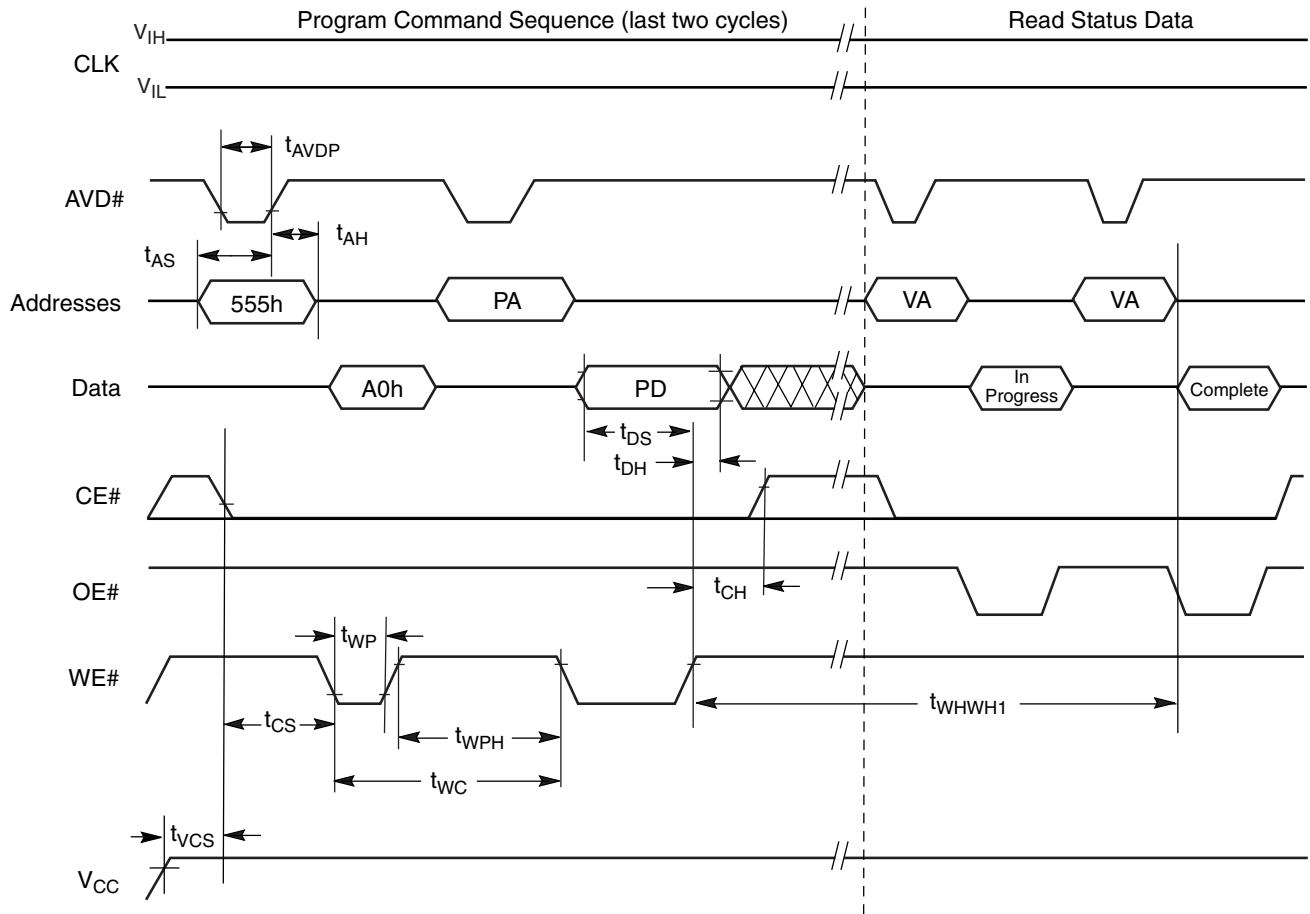 Program Command Sequence (last two cycles) Read Status Data
VIH
CLK
VIL
tAVDP
AVD#
tAS tAH
Addresses 555h PA VA VA
Data A0h PD In Progress Complete
tDS
tDH
CE#
OE#
tCH
tWP
WE#
tCS tWPH tWHWH1
tWC
tVCS
VCC